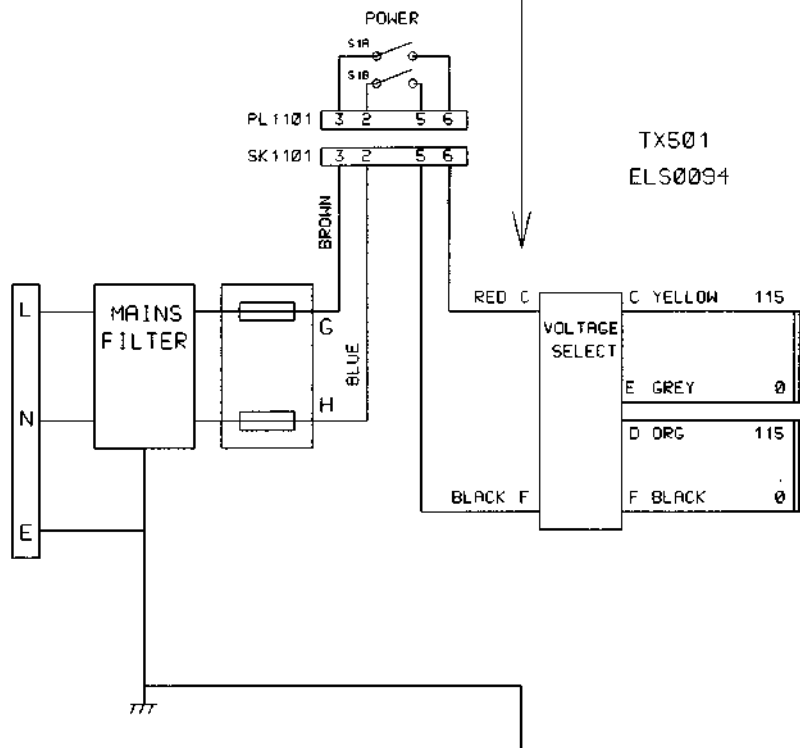 POWER
S1A
S1B
PL1101 3 2 5 6
SK1101 3 2 5 6
TX501
ELS0094
BROWN
BLUE
L
N
E
MAINS
FILTER
G
H
RED C
BLACK F
VOLTAGE
SELECT
C YELLOW 115
E GREY 0
D ORG 115
F BLACK 0